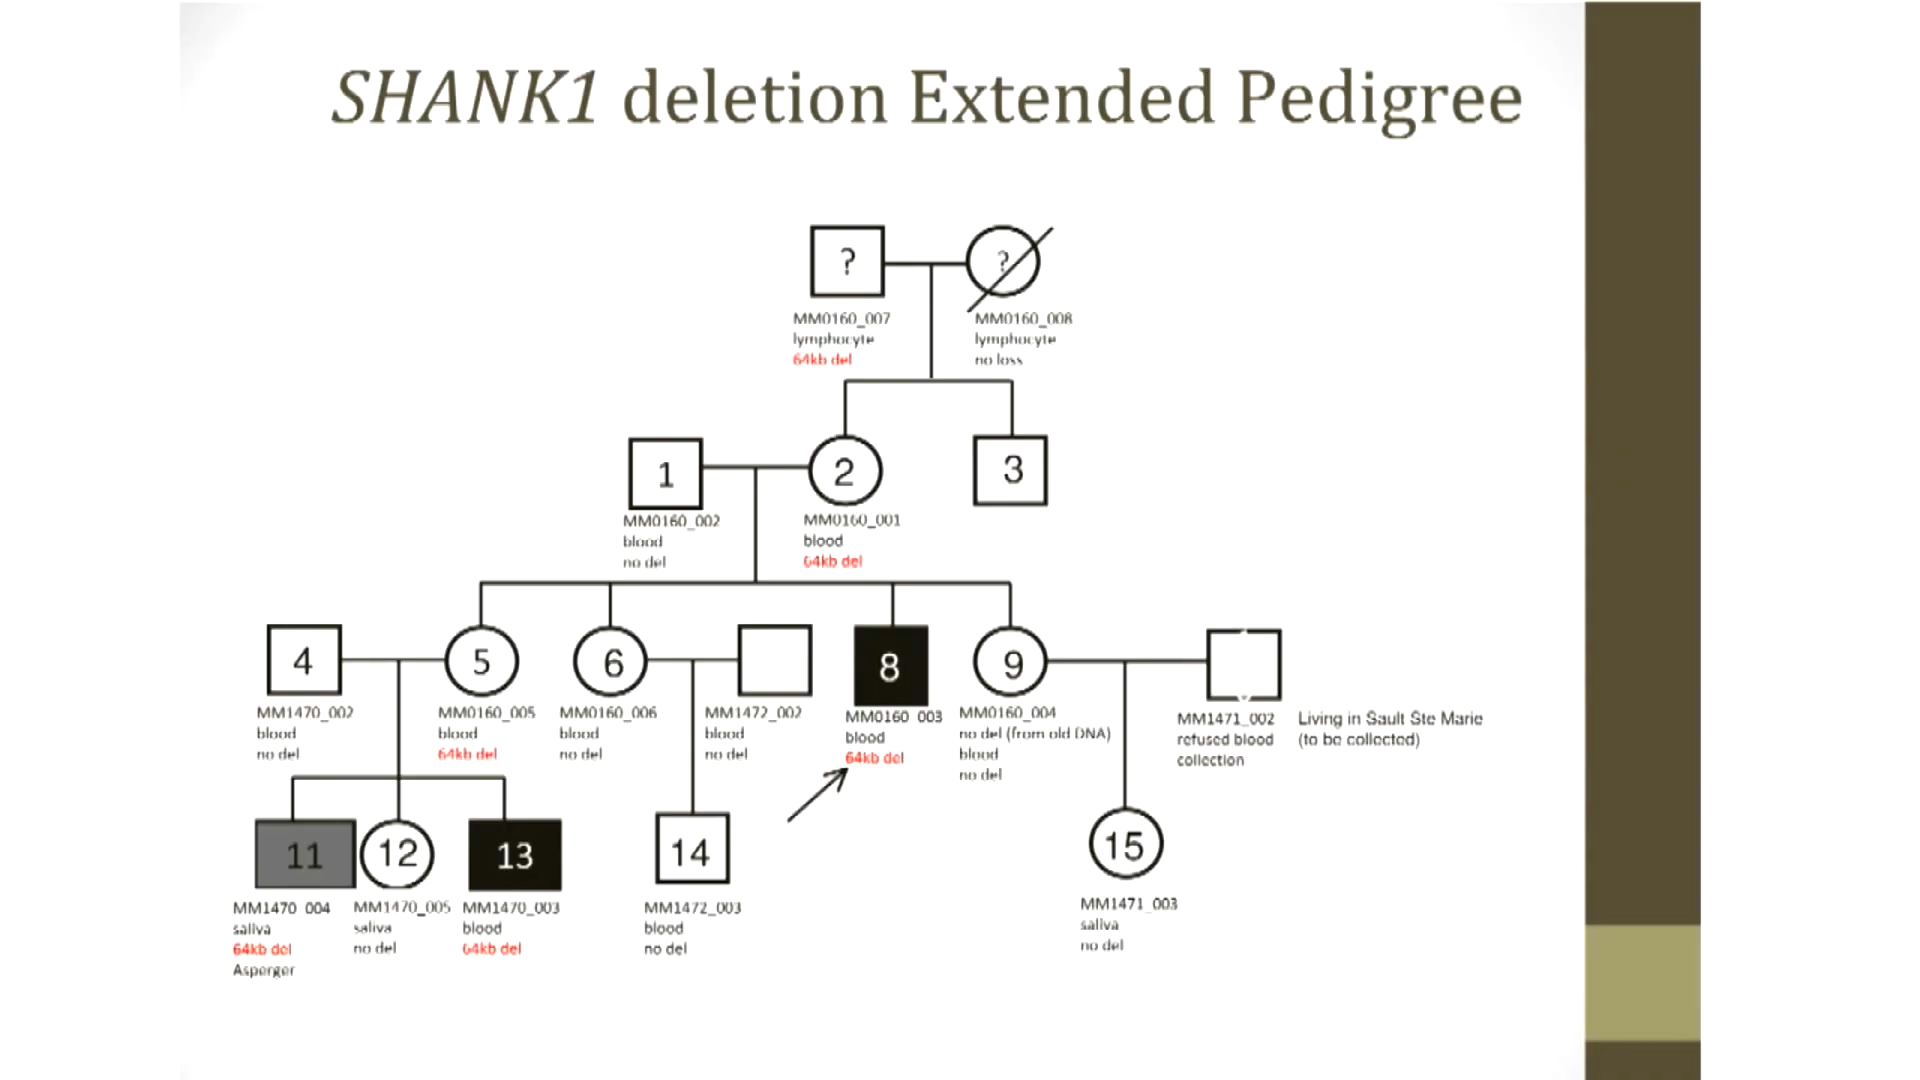 SHANK1 deletion Extended Pedigree
?
?
MM0160_007
lymphocyte
64kb del
MM0160_008
lymphocyte
no loss
1
2
3
MM0160_002
blood
no del
MM0160_001
blood
64kb del
4
5
6
8
9
MM1470_002
blood
no del
MM0160_005
blood
64kb del
MM0160_006
blood
no del
MM1472_002
blood
no del
MM0160 003
blood
64kb del
MM0160_004
no del (from old DNA)
blood
no del
MM1471_002
refused blood
collection
Living in Sault Ste Marie
(to be collected)
11
12
13
14
15
MM1470 004
saliva
64kb del
Asperger
MM1470_005
saliva
no del
MM1470_003
blood
64kb del
MM1472_003
blood
no del
MM1471_003
saliva
no del